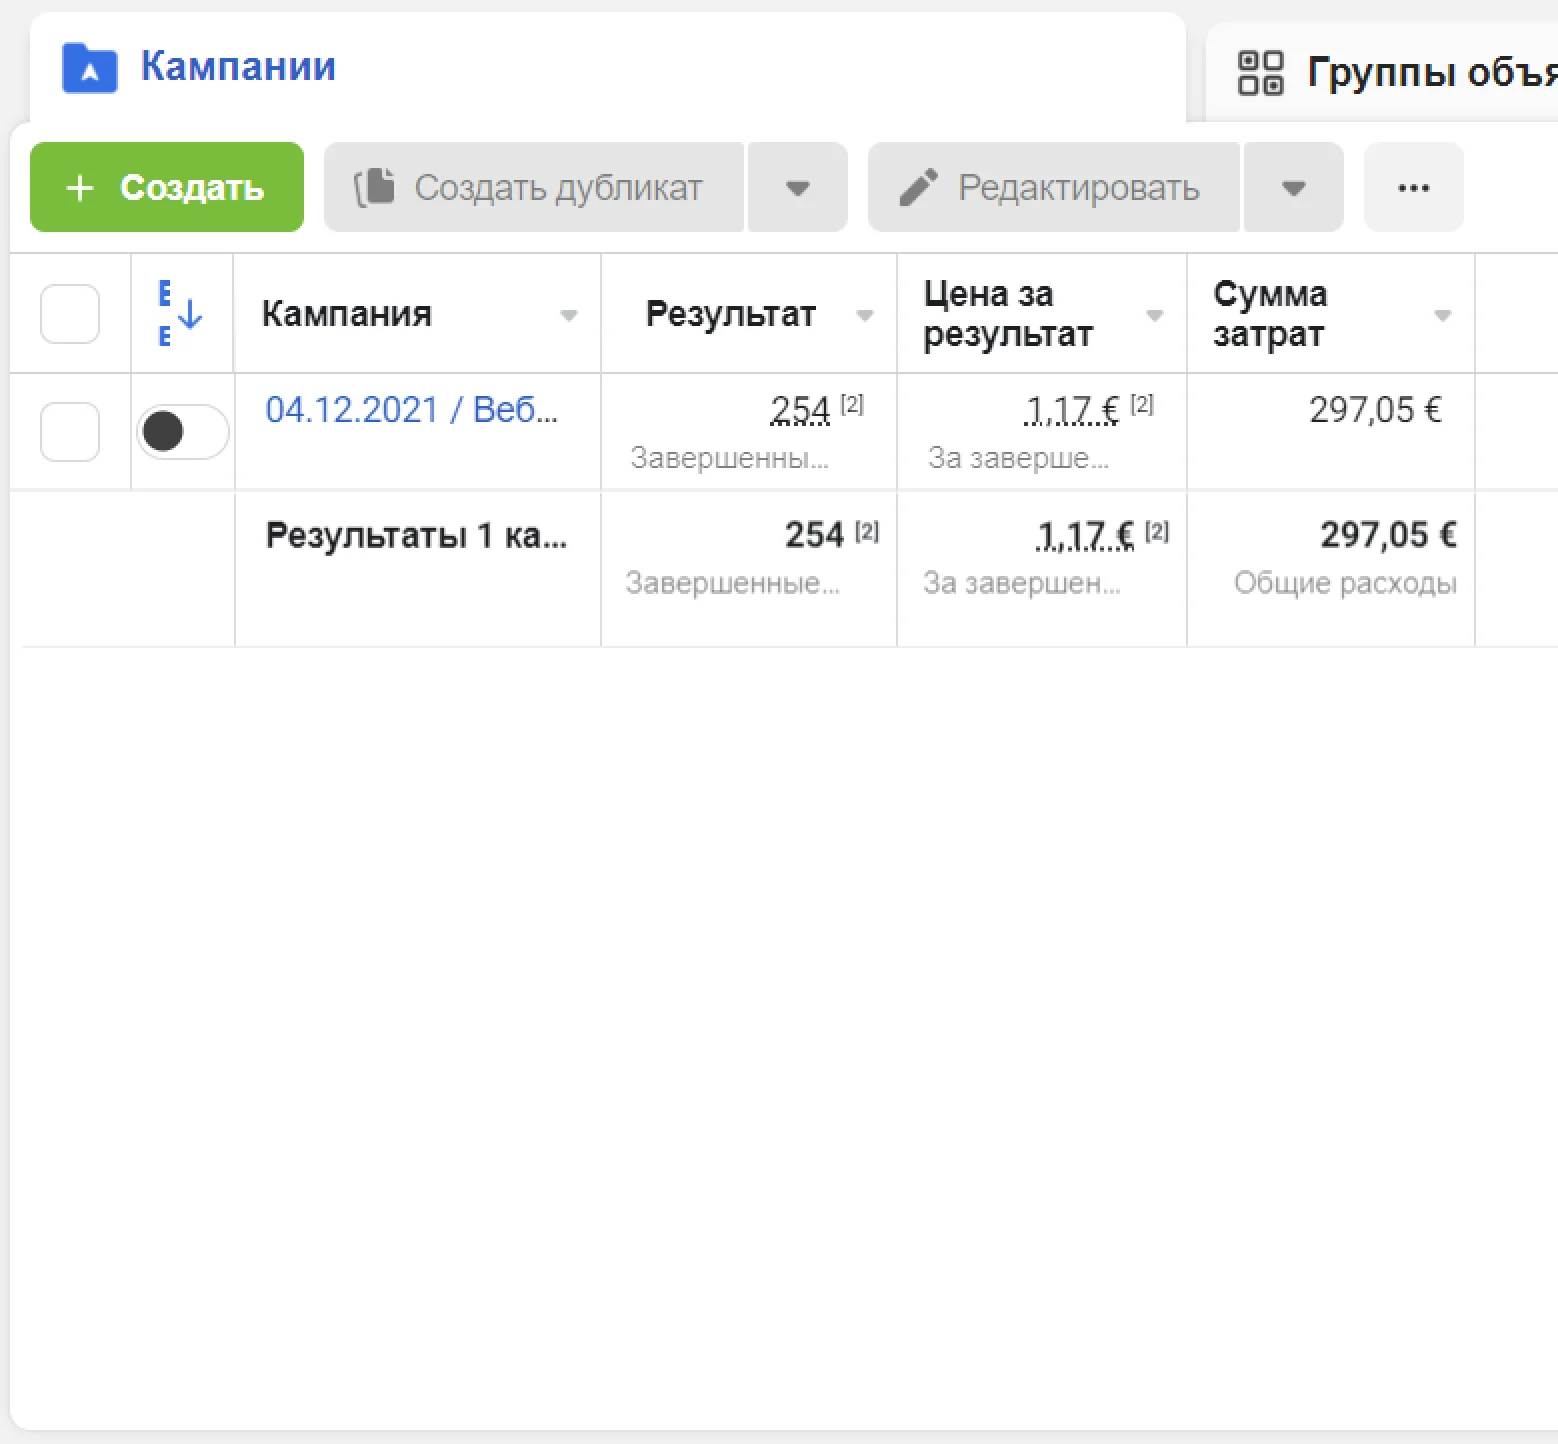 Кампании
Группы объя
+ Создать
Создать дубликат
Редактировать
...
Кампания
Результат
Цена за результат
Сумма затрат
04.12.2021 / Веб...
254 [2]
1,17 € [2]
297,05 €
Завершенны...
За заверше...
Результаты 1 ка...
254 [2]
1,17 € [2]
297,05 €
Завершенные...
За завершен...
Общие расходы